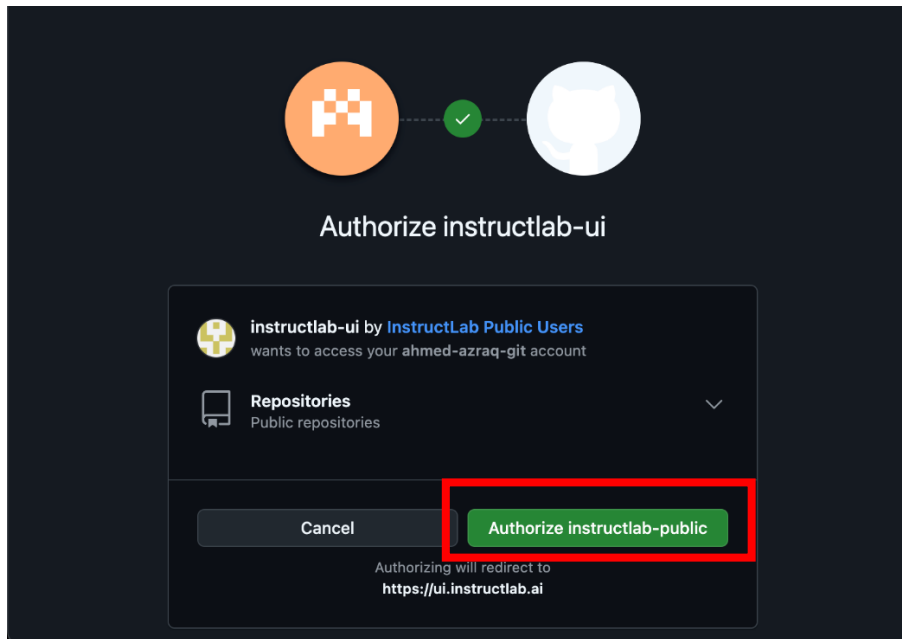 Authorize instructlab-ui
instructlab-ui by InstructLab Public Users
wants to access your ahmed-azraq-git account
Repositories
Public repositories
Cancel
Authorize instructlab-public
Authorizing will redirect to
https://ui.instructlab.ai